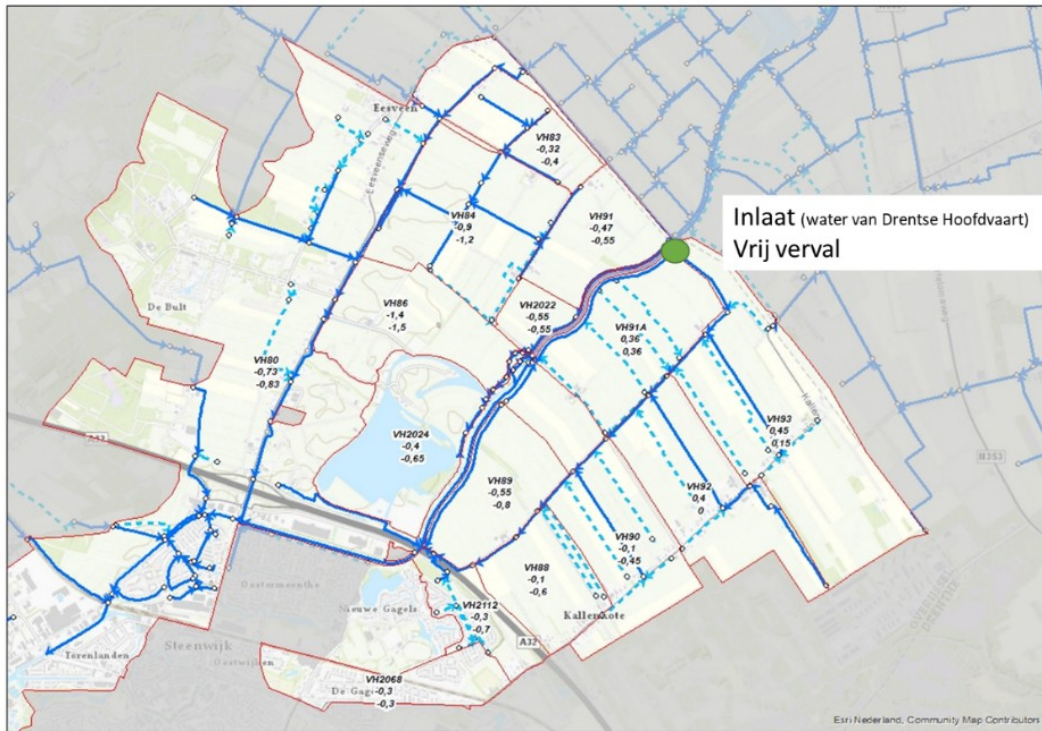 Eesveen
Eesveenseweg
VH83
-0,32
-0,4
VH84
-0,9
-1,2
VH91
-0,47
-0,55
Inlaat (water van Drentse Hoofdvaart)
Vrij verval
De Bult
VH86
-1,4
-1,5
VH2022
-0,55
-0,55
VH91A
0,36
0,36
VH80
-0,73
-0,83
VH2024
-0,4
-0,65
VH93
0,45
0,15
N353
VH89
-0,55
-0,8
VH92
0,4
0
VH90
-0,1
-0,45
VH88
-0,1
-0,6
Kallenkote
Oostermeenthe
Nieuwe Gagels
VH2112
-0,3
-0,7
A32
Steenwijk
Torenlanden
Oostwijken
VH2068
-0,3
-0,3
De Gagels
Esri Nederland, Community Map Contributors